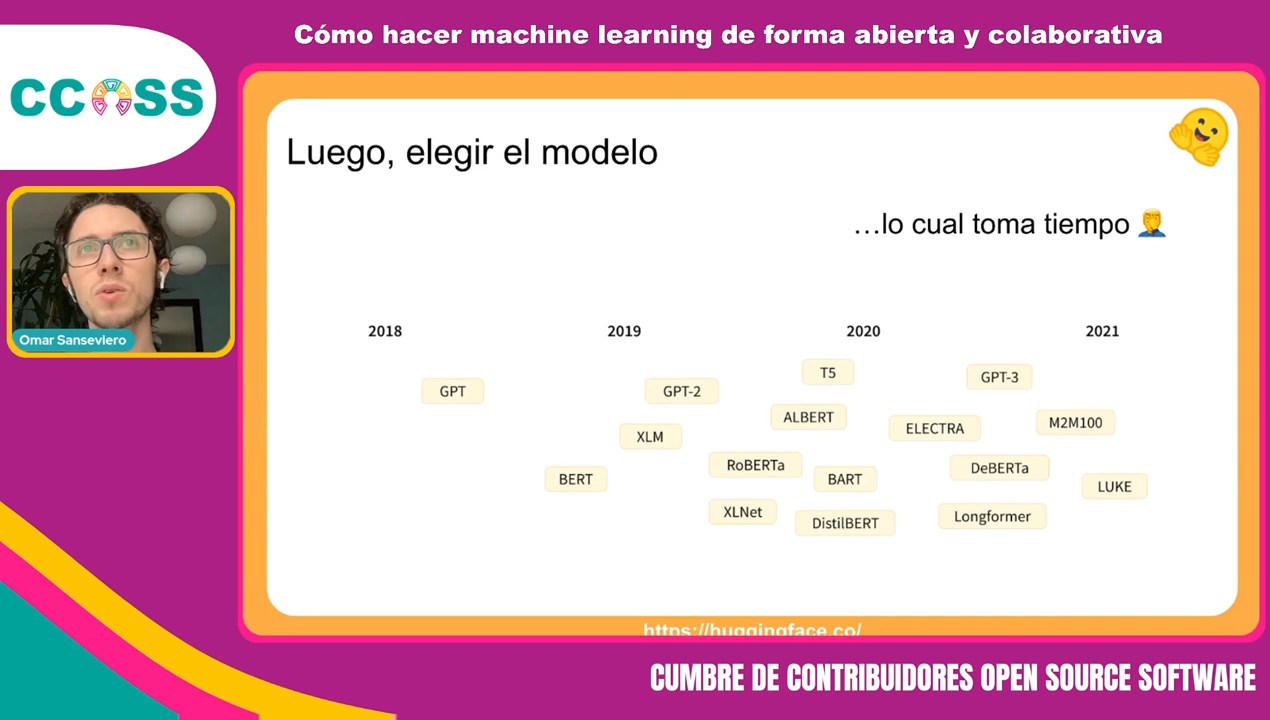 Cómo hacer machine learning de forma abierta y colaborativa
CCOSS
Omar Sanseviero
Luego, elegir el modelo
...lo cual toma tiempo
2018 2019 2020 2021
T5
GPT-3
GPT GPT-2
ALBERT
M2M100
ELECTRA
XLM
RoBERTa
DeBERTa
BERT
BART
LUKE
XLNet
Longformer
DistilBERT
https://huggingface.co/
CUMBRE DE CONTRIBUIDORES OPEN SOURCE SOFTWARE